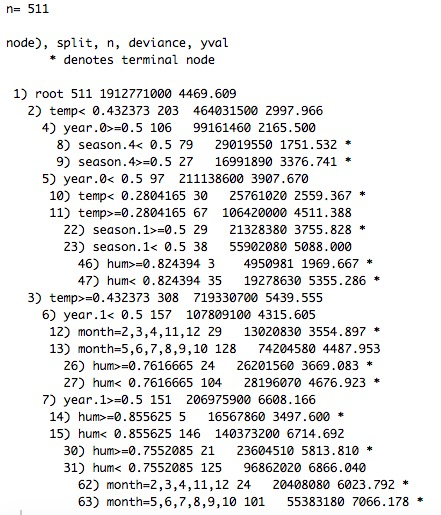 n= 511
node), split, n, deviance, yval
* denotes terminal node
1) root 511 1912771000 4469.609
2) temp< 0.432373 203 464031500 2997.966
4) year.0>=0.5 106 99161460 2165.500
8) season.4< 0.5 79 29019550 1751.532 *
9) season.4>=0.5 27 16991890 3376.741 *
5) year.0< 0.5 97 211138600 3907.670
10) temp< 0.2804165 30 25761020 2559.367 *
11) temp>=0.2804165 67 106420000 4511.388
22) season.1>=0.5 29 21328380 3755.828 *
23) season.1< 0.5 38 55902080 5088.000
46) hum>=0.824394 3 4950981 1969.667 *
47) hum< 0.824394 35 19278630 5355.286 *
3) temp>=0.432373 308 719330700 5439.555
6) year.1< 0.5 157 107809100 4315.605
12) month=2,3,4,11,12 29 13020830 3554.897 *
13) month=5,6,7,8,9,10 128 74204580 4487.953
26) hum>=0.7616665 24 26201560 3669.083 *
27) hum< 0.7616665 104 28196070 4676.923 *
7) year.1>=0.5 151 206975900 6608.166
14) hum>=0.855625 5 16567860 3497.600 *
15) hum< 0.855625 146 140373200 6714.692
30) hum>=0.7552085 21 23604510 5813.810 *
31) hum< 0.7552085 125 96862020 6866.040
62) month=2,3,4,11,12 24 20408080 6023.792 *
63) month=5,6,7,8,9,10 101 55383180 7066.178 *